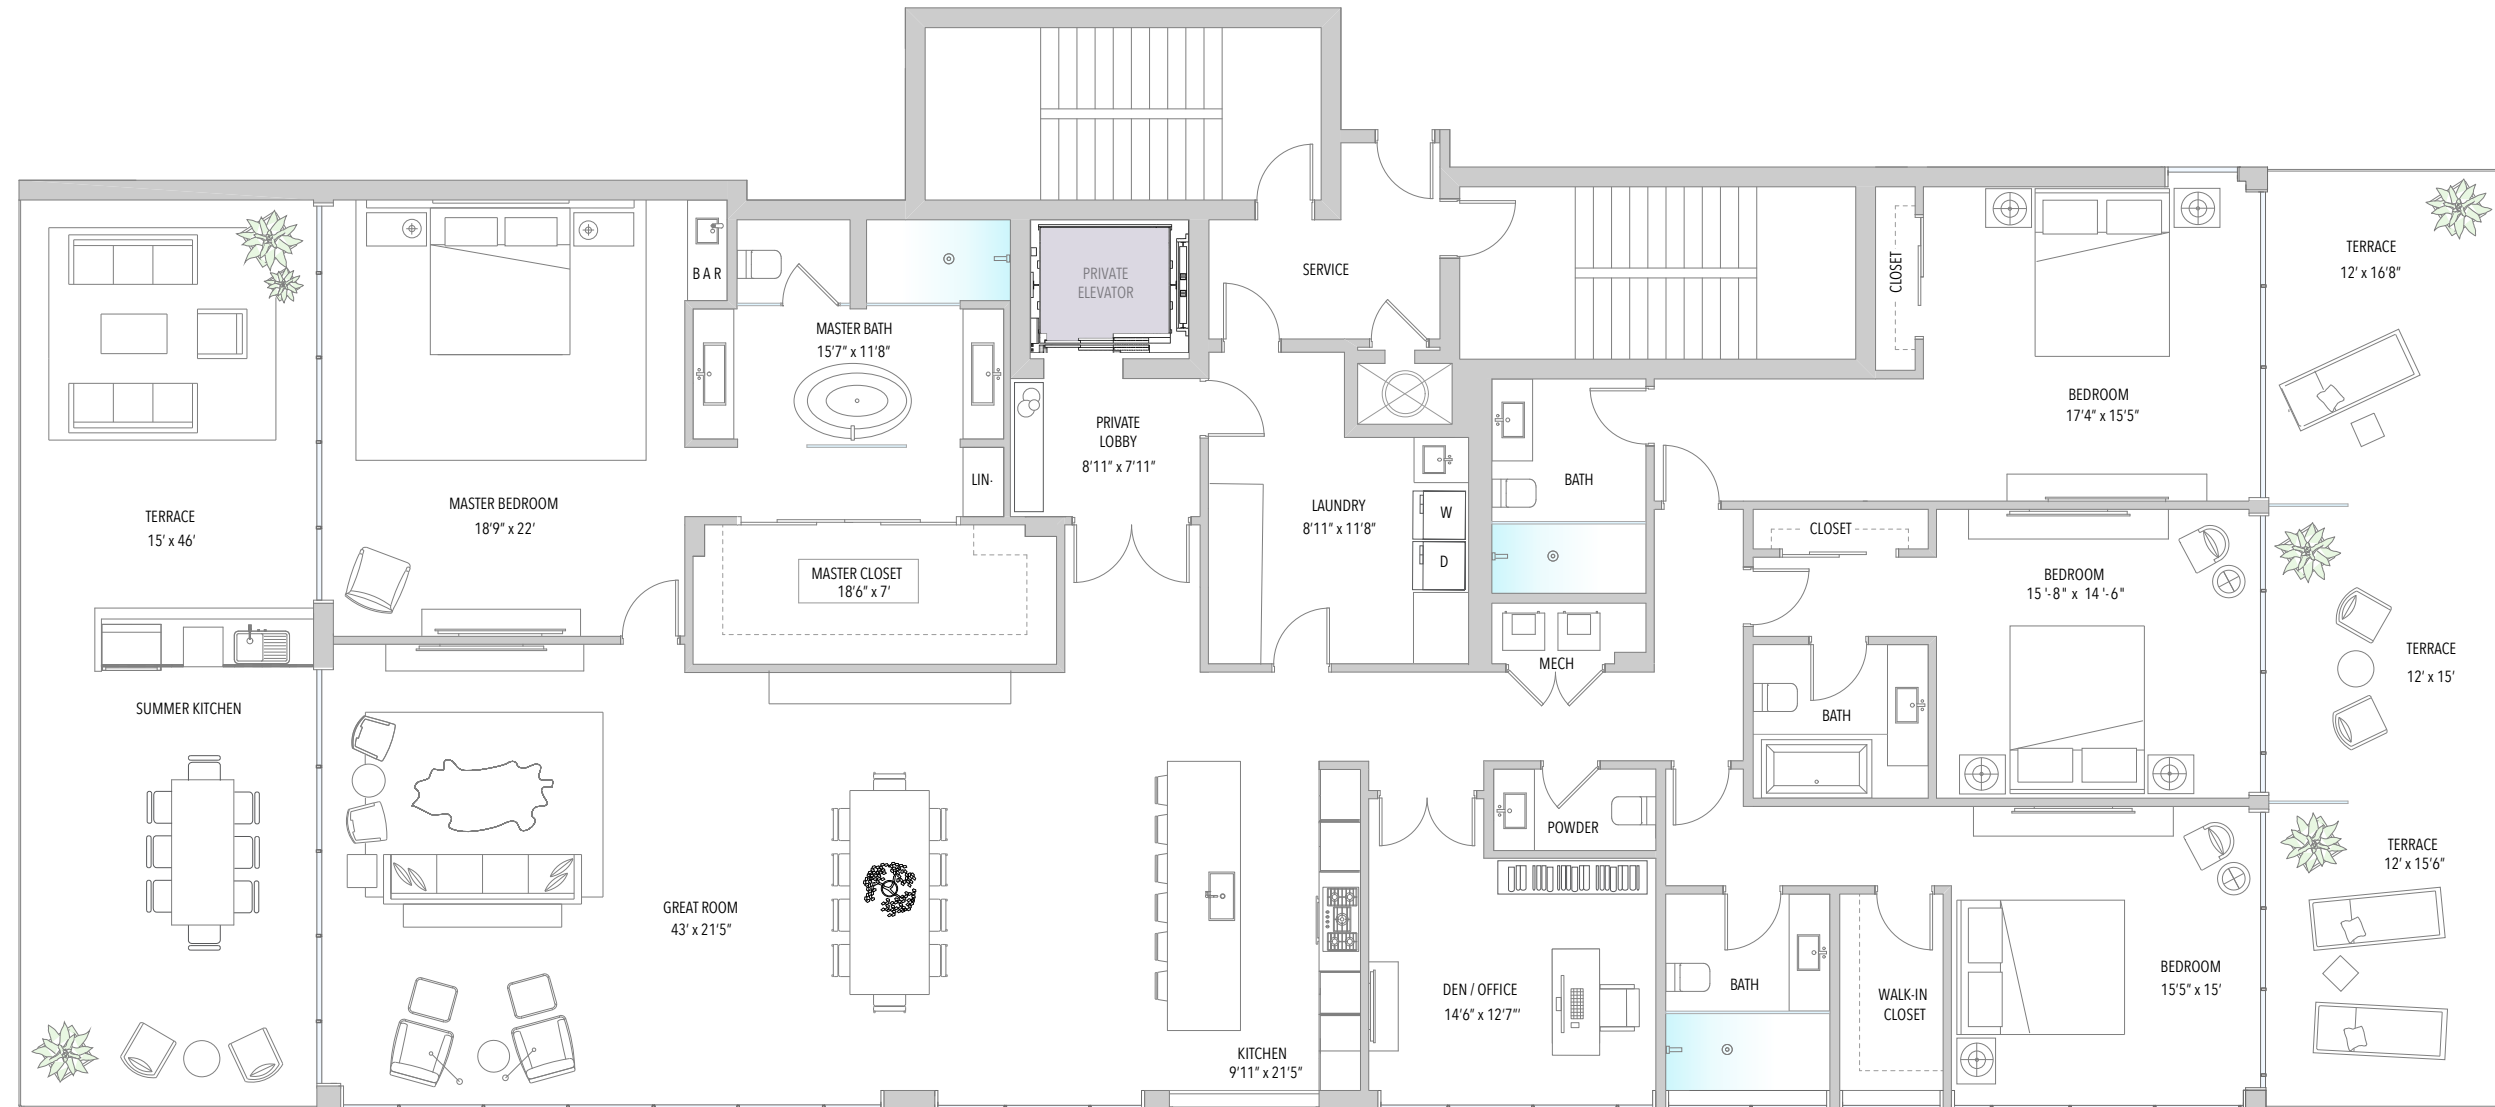 TERRACE
15' x 46'
SUMMER KITCHEN
MASTER BEDROOM
18'9" x 22'
BAR
MASTER BATH
15'7" x 11'8"
LIN.
MASTER CLOSET
18'6" x 7'
PRIVATE
ELEVATOR
PRIVATE
LOBBY
8'11" x 7'11"
SERVICE
LAUNDRY
8'11" x 11'8"
W
D
BATH
MECH
CLOSET
BEDROOM
17'4" x 15'5"
TERRACE
12' x 16'8"
CLOSET
BEDROOM
15'-8" x 14'-6"
BATH
TERRACE
12' x 15'
GREAT ROOM
43' x 21'5"
KITCHEN
9'11" x 21'5"
POWDER
DEN / OFFICE
14'6" x 12'7"'
BATH
WALK-IN
CLOSET
BEDROOM
15'5" x 15'
TERRACE
12' x 15'6"